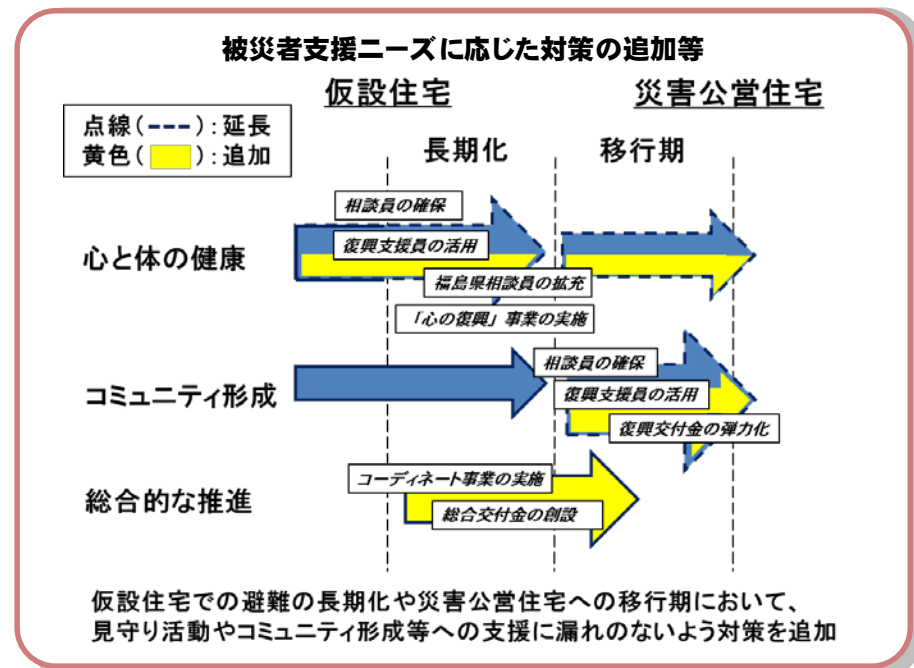 被災者支援ニーズに応じた対策の追加等
仮設住宅
災害公営住宅
点線(---):延長
黄色( ):追加
長期化
移行期
心と体の健康
相談員の確保
復興支援員の活用
福島県相談員の拡充
「心の復興」事業の実施
コミュニティ形成
相談員の確保
復興支援員の活用
復興交付金の弾力化
総合的な推進
コーディネート事業の実施
総合交付金の創設
仮設住宅での避難の長期化や災害公営住宅への移行期において、
見守り活動やコミュニティ形成等への支援に漏れのないよう対策を追加